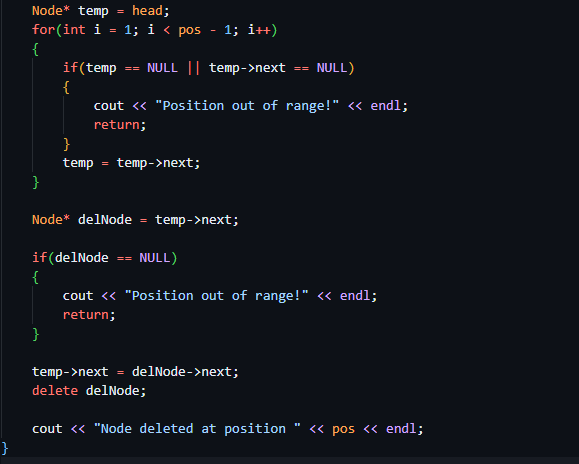 Node* temp = head;
for(int i = 1; i < pos - 1; i++)
{
if(temp == NULL || temp->next == NULL)
{
cout << "Position out of range!" << endl;
return;
}
temp = temp->next;
}
Node* delNode = temp->next;
if(delNode == NULL)
{
cout << "Position out of range!" << endl;
return;
}
temp->next = delNode->next;
delete delNode;
cout << "Node deleted at position " << pos << endl;
}